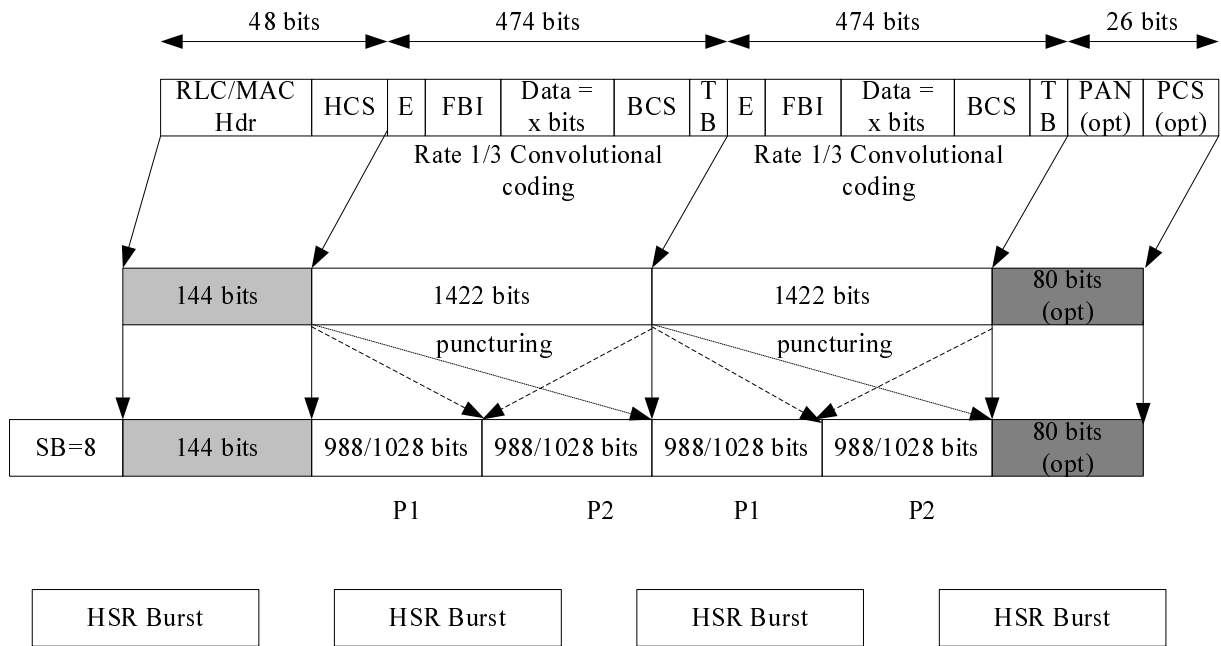 48 bits 474 bits 474 bits 26 bits
RLC/MAC
Hdr
HCS
E
FBI
Data =
x bits
BCS
T
B
E
FBI
Data =
x bits
BCS
T
B
PAN
(opt)
PCS
(opt)
Rate 1/3 Convolutional
coding
Rate 1/3 Convolutional
coding
144 bits
1422 bits
1422 bits
80 bits
(opt)
puncturing
puncturing
SB=8
144 bits
988/1028 bits
988/1028 bits
988/1028 bits
988/1028 bits
80 bits
(opt)
P1 P2 P1 P2
HSR Burst
HSR Burst
HSR Burst
HSR Burst